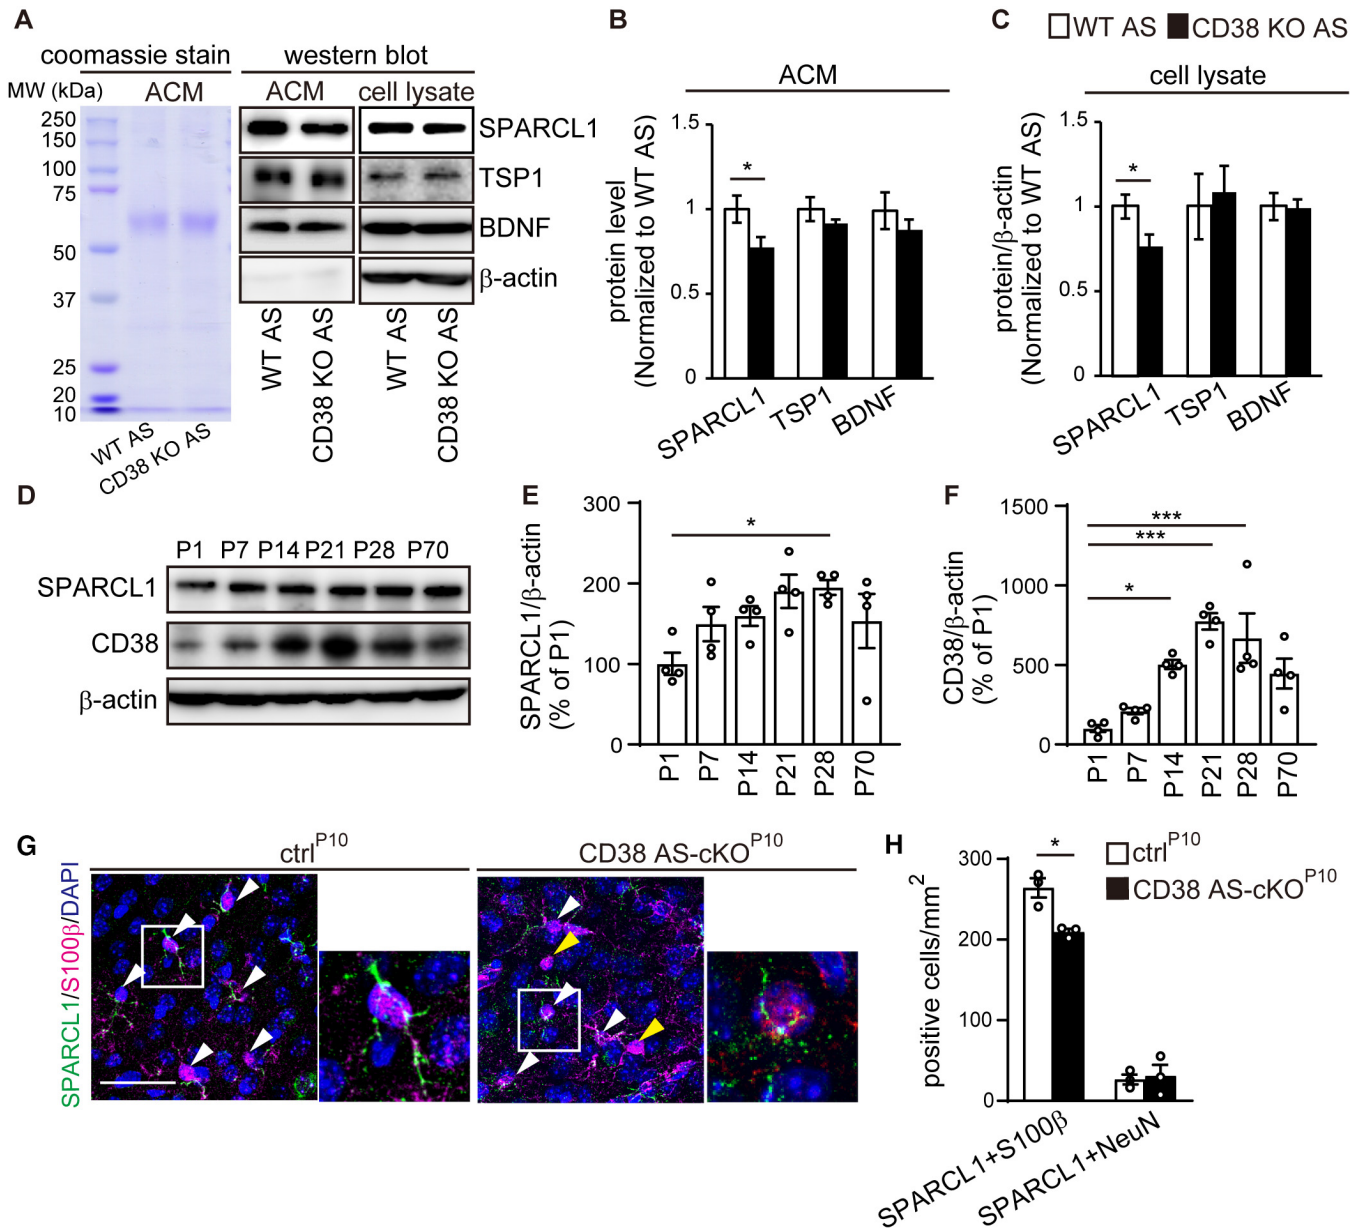 A
coomassie stain
western blot
MW (kDa)
ACM
ACM
cell lysate
250
150
100
75
50
37
25
20
10
SPARCL1
TSP1
BDNF
β-actin
WT AS
CD38 KO AS
WT AS
CD38 KO AS
WT AS
CD38 KO AS
B
ACM
protein level
(Normalized to WT AS)
1.5
1
0.5
0
*
SPARCL1
TSP1
BDNF
C
WT AS
CD38 KO AS
cell lysate
protein/β-actin
(Normalized to WT AS)
1.5
1
0.5
0
*
SPARCL1
TSP1
BDNF
D
P1 P7 P14 P21 P28 P70
SPARCL1
CD38
β-actin
E
SPARCL1/β-actin
(% of P1)
300
200
100
0
*
P1
P7
P14
P21
P28
P70
F
CD38/β-actin
(% of P1)
1500
1000
500
0
***
***
*
P1
P7
P14
P21
P28
P70
G
SPARCL1/S100β/DAPI
ctrlP10
CD38 AS-cKOP10
H
ctrlP10
CD38 AS-cKOP10
positive cells/mm2
300
200
100
0
*
SPARCL1+S100β
SPARCL1+NeuN